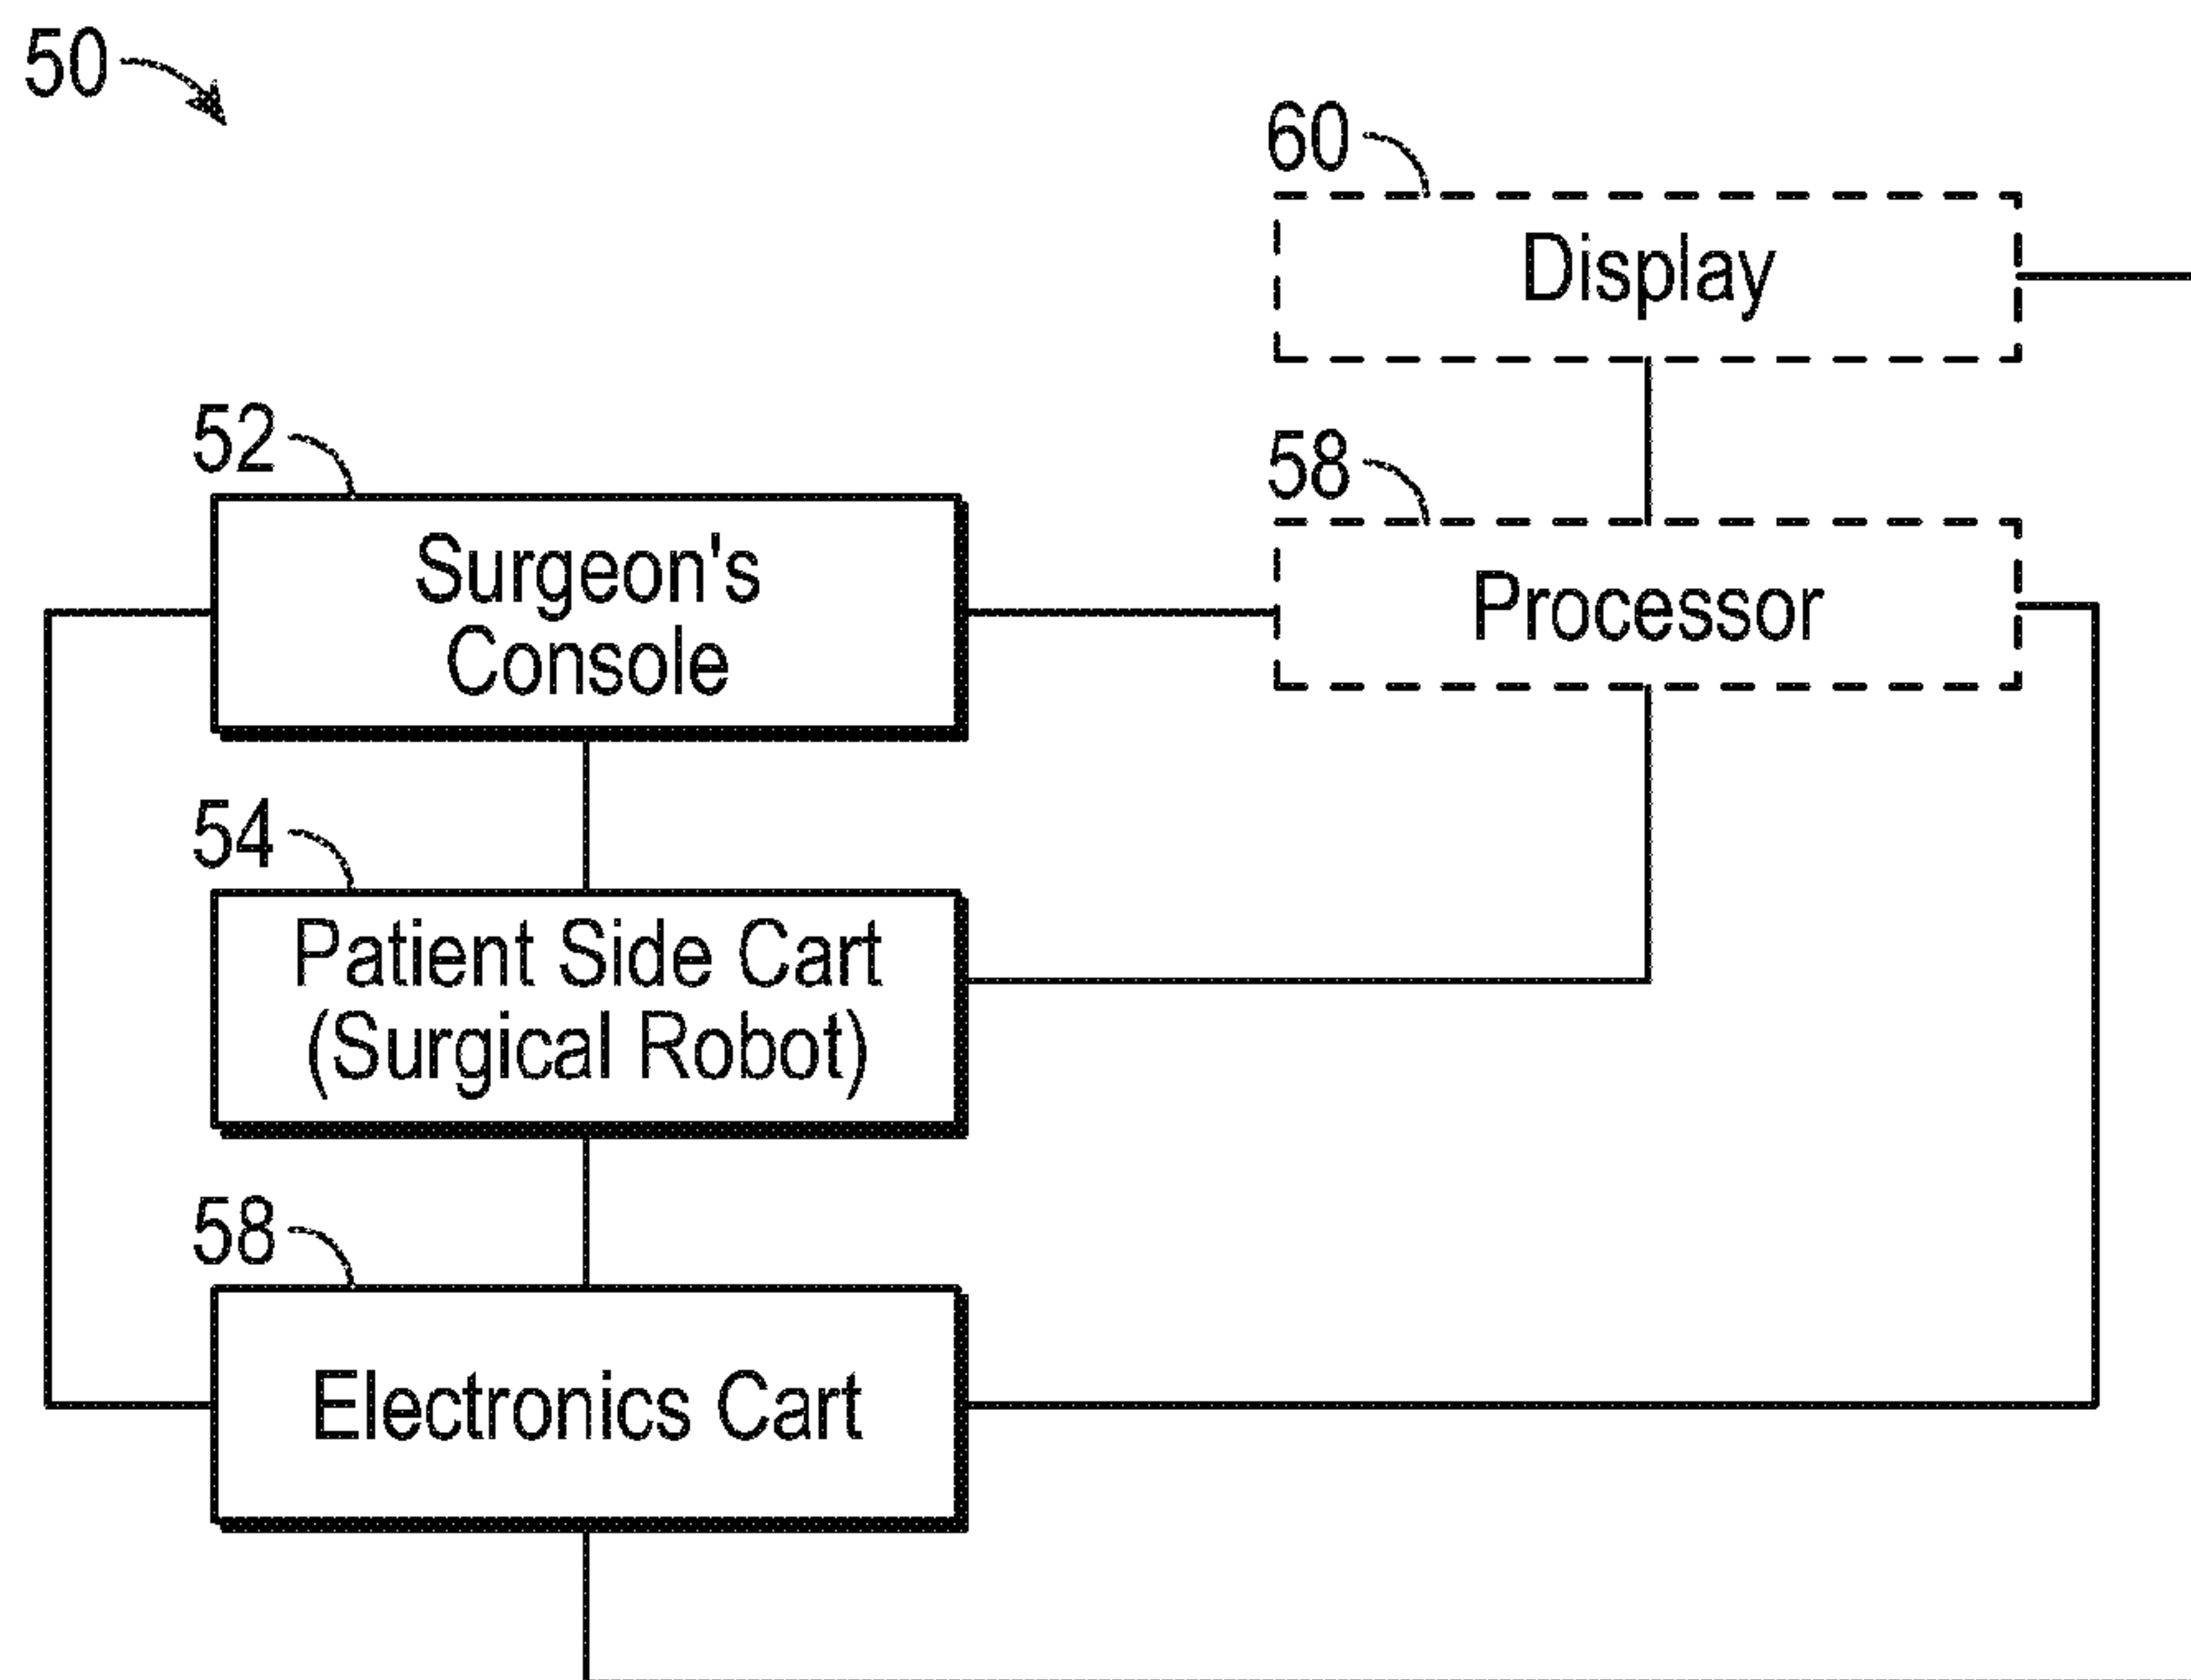 50
60
Display
52
58
Surgeon's
Console
Processor
54
Patient Side Cart
(Surgical Robot)
58
Electronics Cart